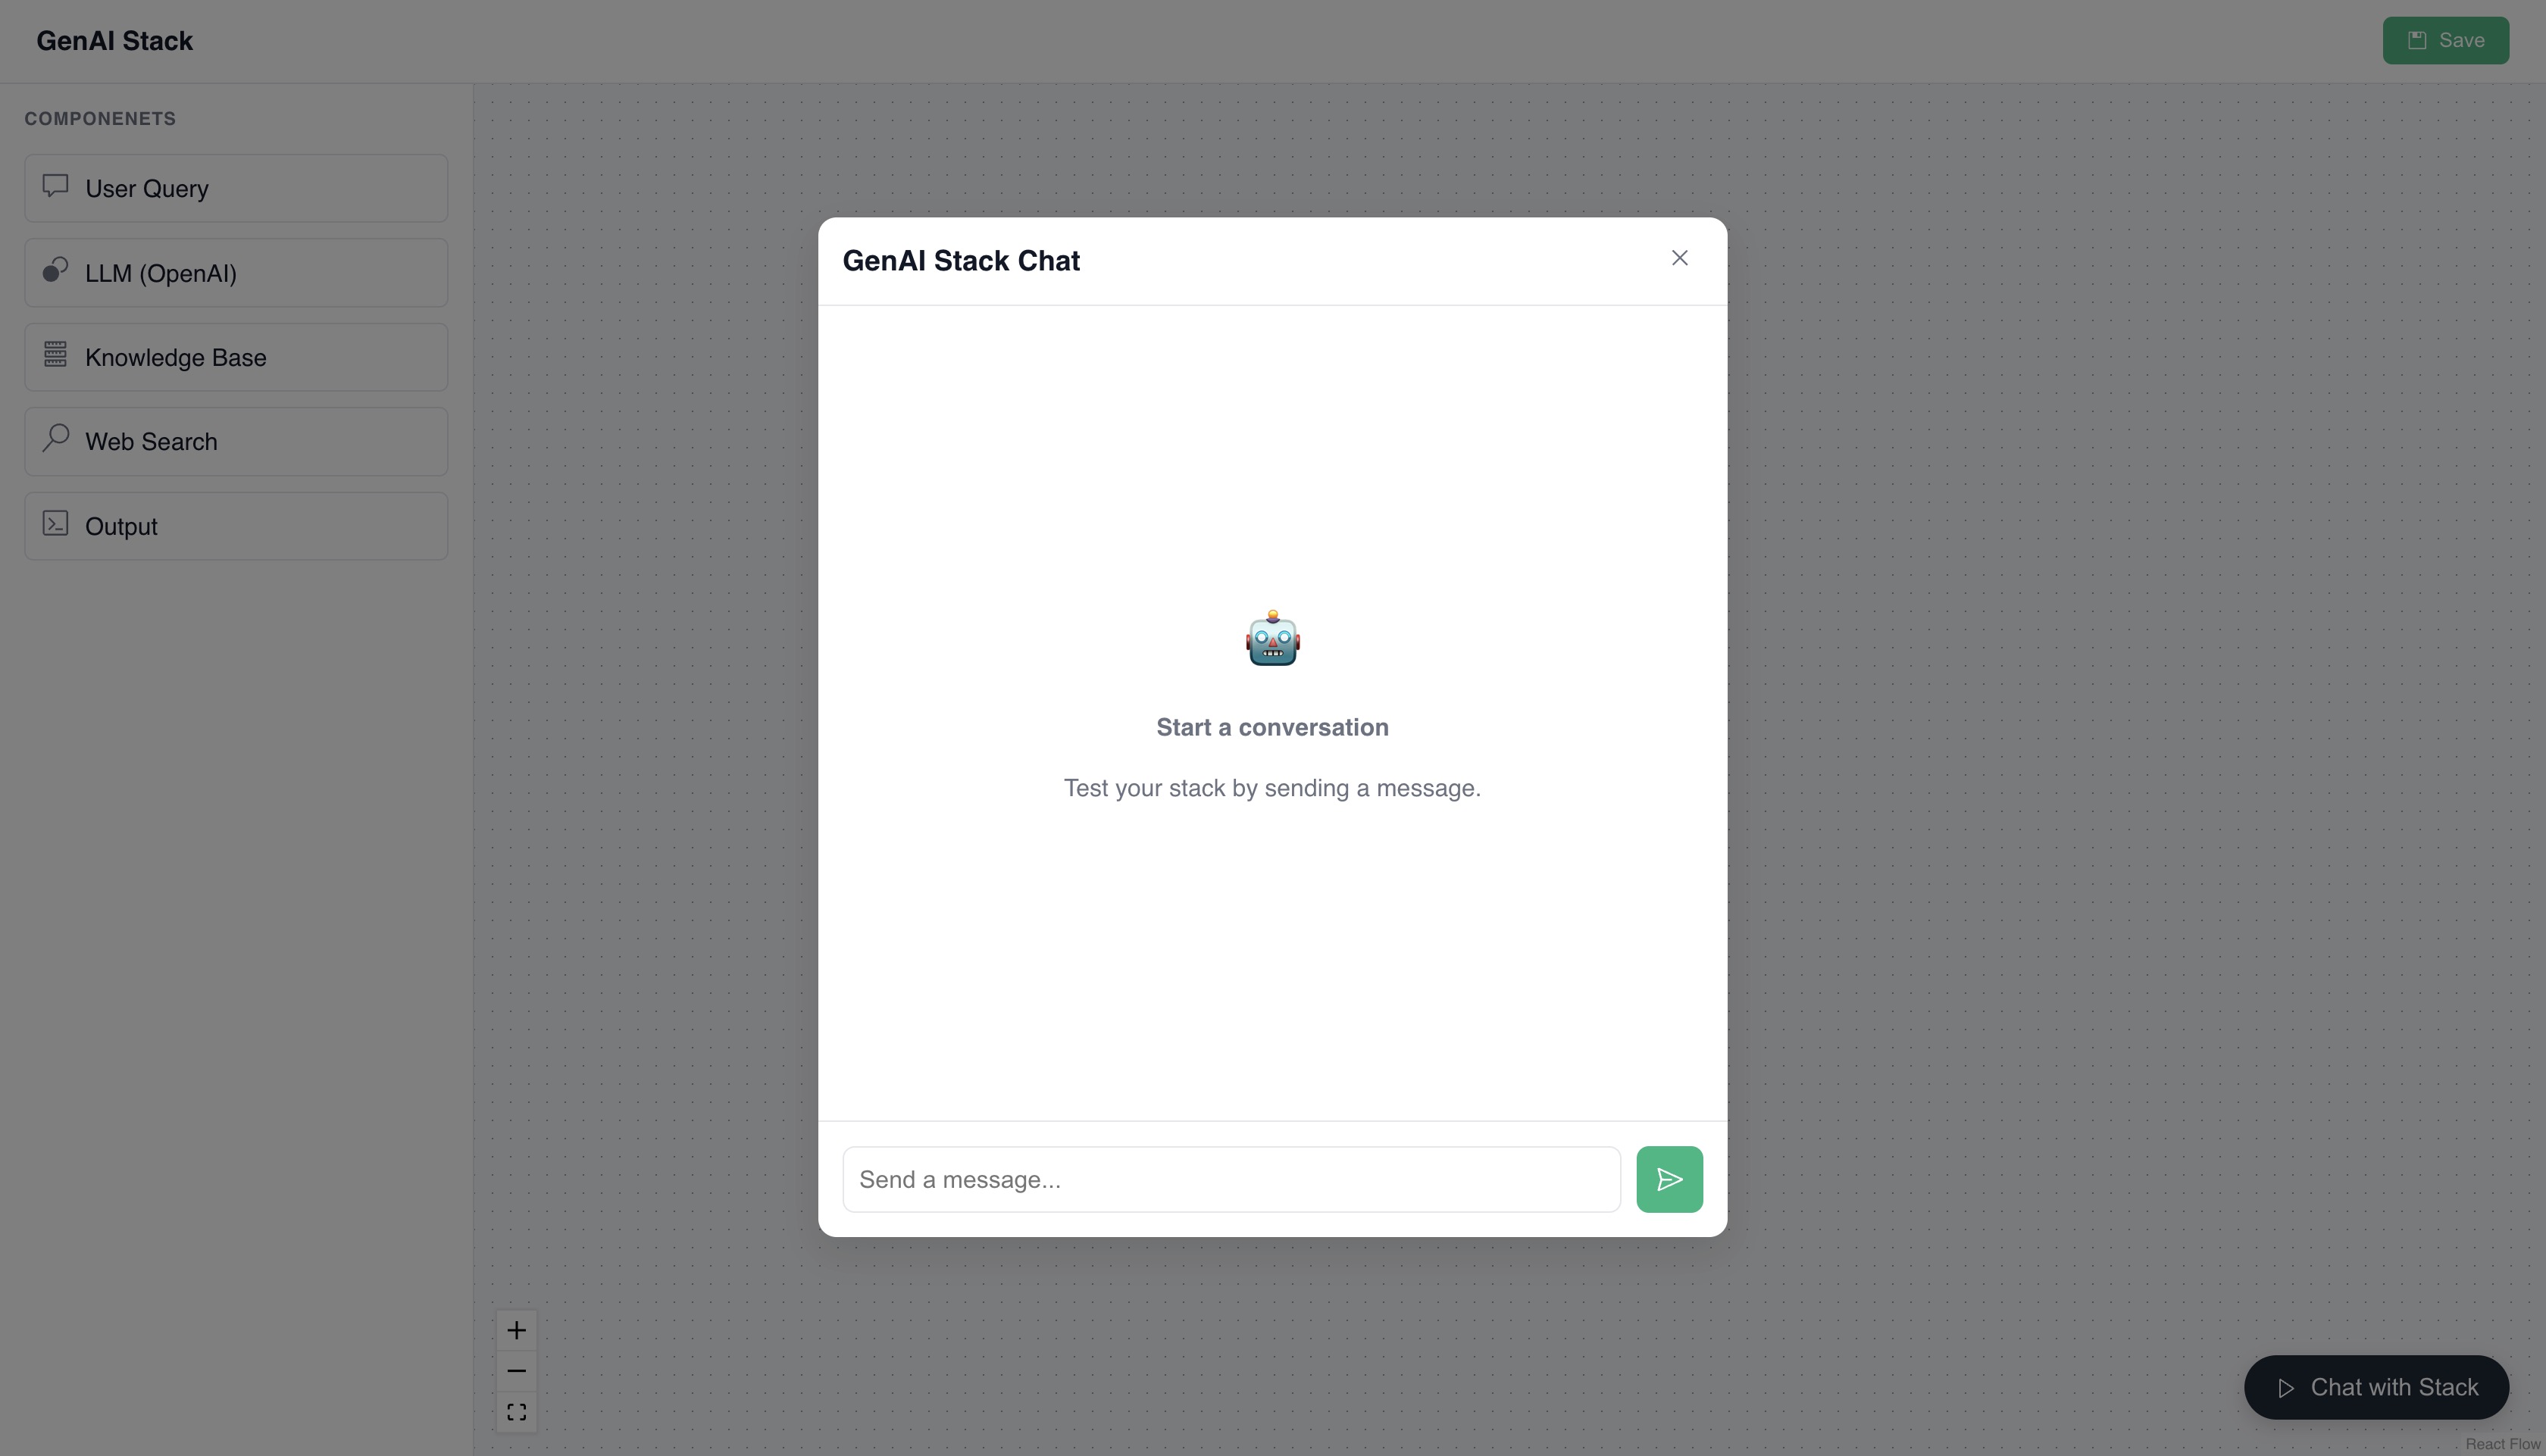 GenAI Stack
Save
COMPONENETS
User Query
LLM (OpenAI)
Knowledge Base
Web Search
Output
GenAI Stack Chat
Start a conversation
Test your stack by sending a message.
Send a message...
Chat with Stack
React Flow